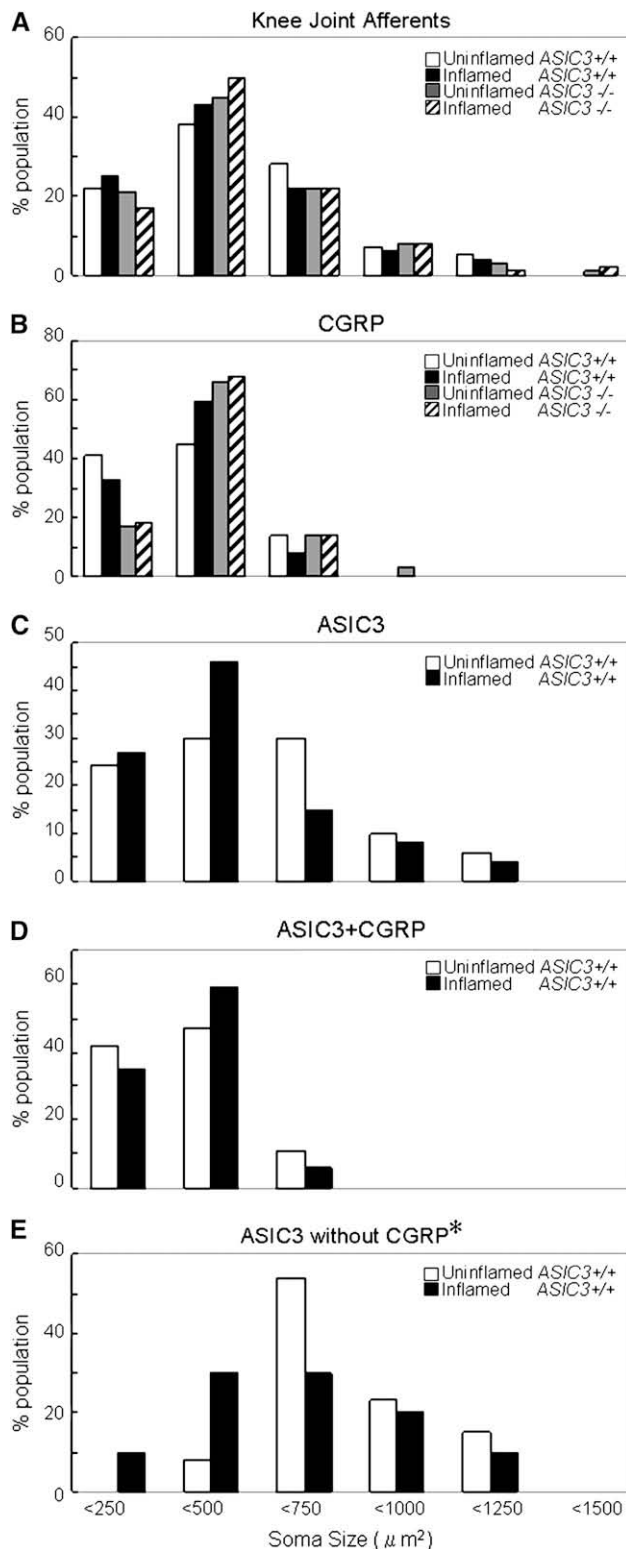 A Knee Joint Afferents
60
40
20
0
% population
Uninflamed ASIC3+/+
Inflamed ASIC3+/+
Uninflamed ASIC3 -/-
Inflamed ASIC3 -/-
B CGRP
80
60
40
20
0
% population
Uninflamed ASIC3+/+
Inflamed ASIC3+/+
Uninflamed ASIC3 -/-
Inflamed ASIC3 -/-
C ASIC3
50
40
30
20
10
0
% population
Uninflamed ASIC3+/+
Inflamed ASIC3+/+
D ASIC3+CGRP
60
40
20
0
% population
Uninflamed ASIC3+/+
Inflamed ASIC3+/+
E ASIC3 without CGRP*
60
40
20
0
% population
Uninflamed ASIC3+/+
Inflamed ASIC3+/+
<250 <500 <750 <1000 <1250 <1500
Soma Size ( μ m²)